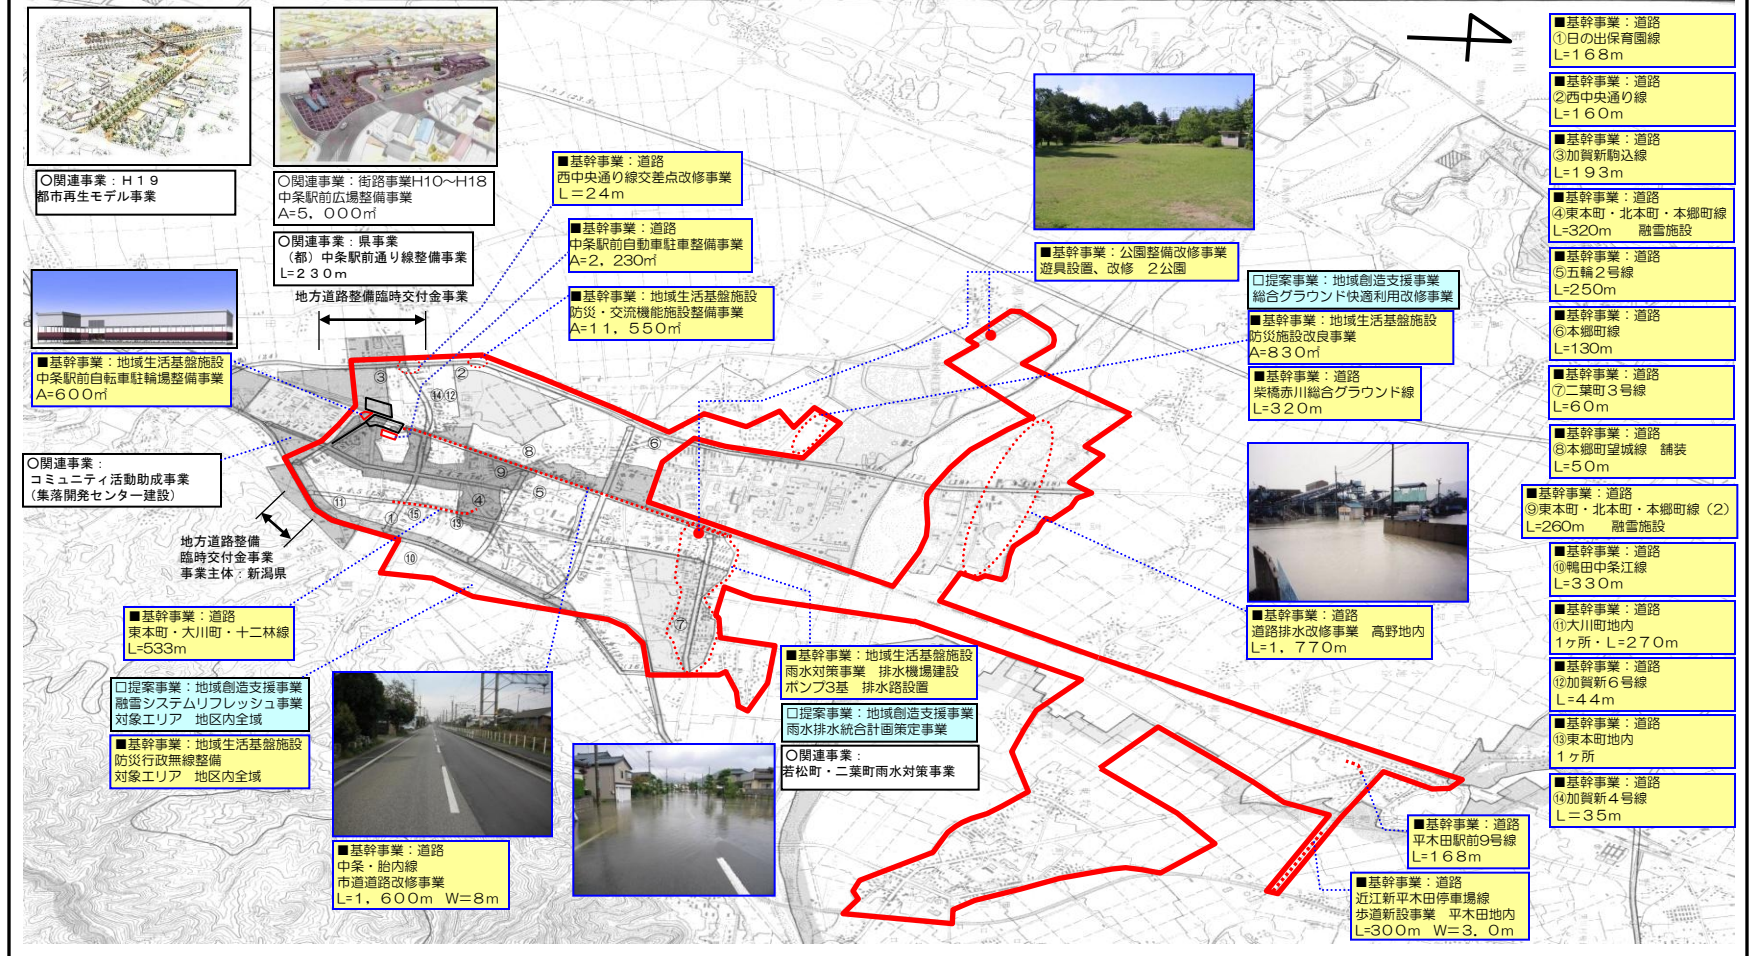 〇関連事業：Ｈ１９
都市再生モデル事業
〇関連事業：街路事業H10～H18
中条駅前広場整備事業
A=5，000㎡
〇関連事業：県事業
（都）中条駅前通り線整備事業
L=２３０ｍ
地方道路整備臨時交付金事業
■基幹事業：地域生活基盤施設
中条駅前自転車駐輪場整備事業
A=600㎡
〇関連事業：
コミュニティ活動助成事業
（集落開発センター建設）
地方道路整備
臨時交付金事業
事業主体：新潟県
■基幹事業：道路
東本町・大川町・十二林線
L=533m
□提案事業：地域創造支援事業
融雪システムリフレッシュ事業
対象エリア　地区内全域
■基幹事業：地域生活基盤施設
防災行政無線整備
対象エリア　地区内全域
■基幹事業：道路
中条・胎内線
市道道路改修事業
L=1，600m　W=8m
■基幹事業：道路
西中央通り線交差点改修事業
L＝24m
■基幹事業：道路
中条駅前自動車駐車整備事業
A=2，230㎡
■基幹事業：地域生活基盤施設
防災・交流機能施設整備事業
A=11，550㎡
■基幹事業：公園整備改修事業
遊具設置、改修　2公園
□提案事業：地域創造支援事業
総合グラウンド快適利用改修事業
■基幹事業：地域生活基盤施設
防災施設改良事業
A=830㎡
■基幹事業：道路
柴橋赤川総合グラウンド線
L=320m
■基幹事業：道路
道路排水改修事業　高野地内
L=1，770m
■基幹事業：地域生活基盤施設
雨水対策事業　排水機場建設
ポンプ3基　排水路設置
□提案事業：地域創造支援事業
雨水排水統合計画策定事業
〇関連事業：
若松町・二葉町雨水対策事業
■基幹事業：道路
平木田駅前9号線
L=168m
■基幹事業：道路
近江新平木田停車場線
歩道新設事業　平木田地内
L=300m　W=3．0m
■基幹事業：道路
①日の出保育園線
L=168m
■基幹事業：道路
②西中央通り線
L=160m
■基幹事業：道路
③加賀新駒込線
L=193m
■基幹事業：道路
④東本町・北本町・本郷町線
L=320m　　融雪施設
■基幹事業：道路
⑤五輪２号線
L=250m
■基幹事業：道路
⑥本郷町線
L=130m
■基幹事業：道路
⑦二葉町３号線
L=60m
■基幹事業：道路
⑧本郷町望城線　舗装
L=50m
■基幹事業：道路
⑨東本町・北本町・本郷町線（2）
L=260m　　融雪施設
■基幹事業：道路
⑩鴨田中条江線
L=330m
■基幹事業：道路
⑪大川町地内
1ヶ所・L=270m
■基幹事業：道路
⑫加賀新６号線
L=44m
■基幹事業：道路
⑬東本町地内
1ヶ所
■基幹事業：道路
⑭加賀新４号線
L＝35m
③
②
⑭⑫
⑧
⑥
⑨
⑤
④
⑪
①
⑮
⑬
⑩
⑦